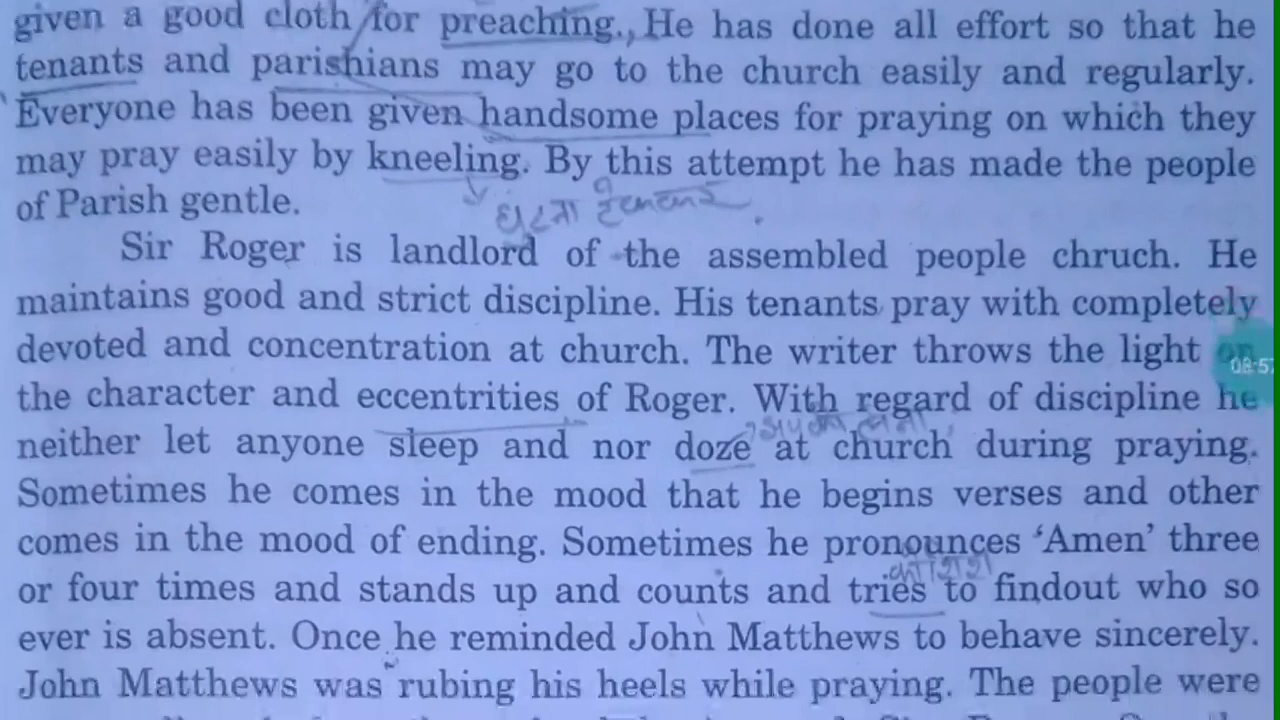 given a good cloth for preaching., He has done all effort so that he
tenants and parishians may go to the church easily and regularly.
Everyone has been given handsome places for praying on which they
may pray easily by kneeling. By this attempt he has made the people
of Parish gentle.
Sir Roger is landlord of the assembled people chruch. He
maintains good and strict discipline. His tenants pray with completely
devoted and concentration at church. The writer throws the light on
08:57
the character and eccentrities of Roger. With regard of discipline he
neither let anyone sleep and nor doze at church during praying.
Sometimes he comes in the mood that he begins verses and other
comes in the mood of ending. Sometimes he pronounces ‘Amen’ three
or four times and stands up and counts and tries to findout who so
ever is absent. Once he reminded John Matthews to behave sincerely.
John Matthews was rubing his heels while praying. The people were